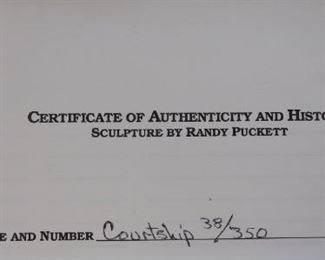 CERTIFICATE OF AUTHENTICITY AND HISTO
SCULPTURE BY RANDY PUCKETT
E AND NUMBER Courtship 38/350